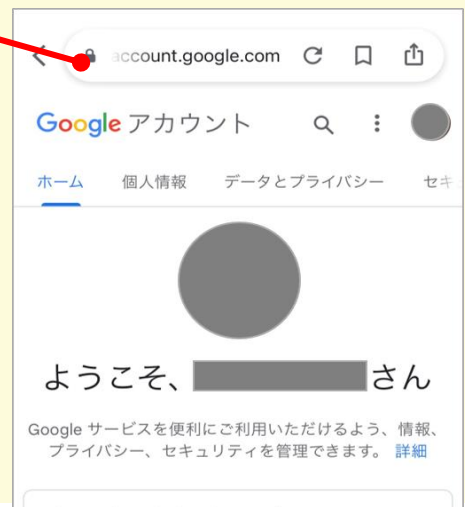 account.google.com
Google アカウント
ホーム 個人情報 データとプライバシー セキ
ようこそ、 さん
Google サービスを便利にご利用いただけるよう、情報、
プライバシー、セキュリティを管理できます。 詳細